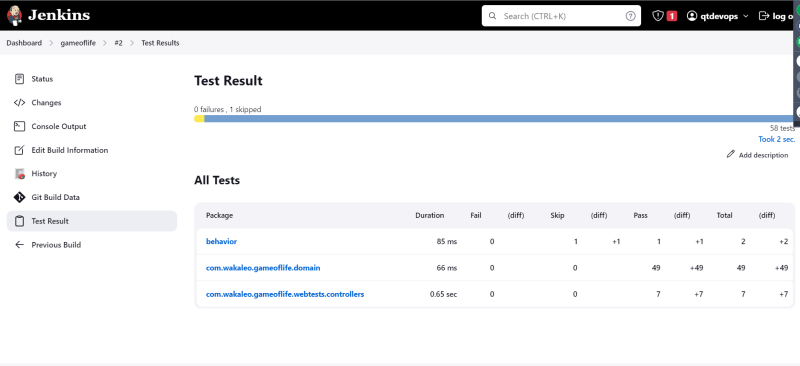 Jenkins
Search (CTRL+K)
?
1
qtdevops
log o
Dashboard > gameoflife > #2 > Test Results
Status
Changes
Console Output
Edit Build Information
History
Git Build Data
Test Result
Previous Build
Test Result
0 failures , 1 skipped
58 tests
Took 2 sec.
Add description
All Tests
Package Duration Fail (diff) Skip (diff) Pass (diff) Total (diff)
behavior 85 ms 0 1 +1 1 +1 2 +2
com.wakaleo.gameoflife.domain 66 ms 0 0 49 +49 49 +49
com.wakaleo.gameoflife.webtests.controllers 0.65 sec 0 0 7 +7 7 +7